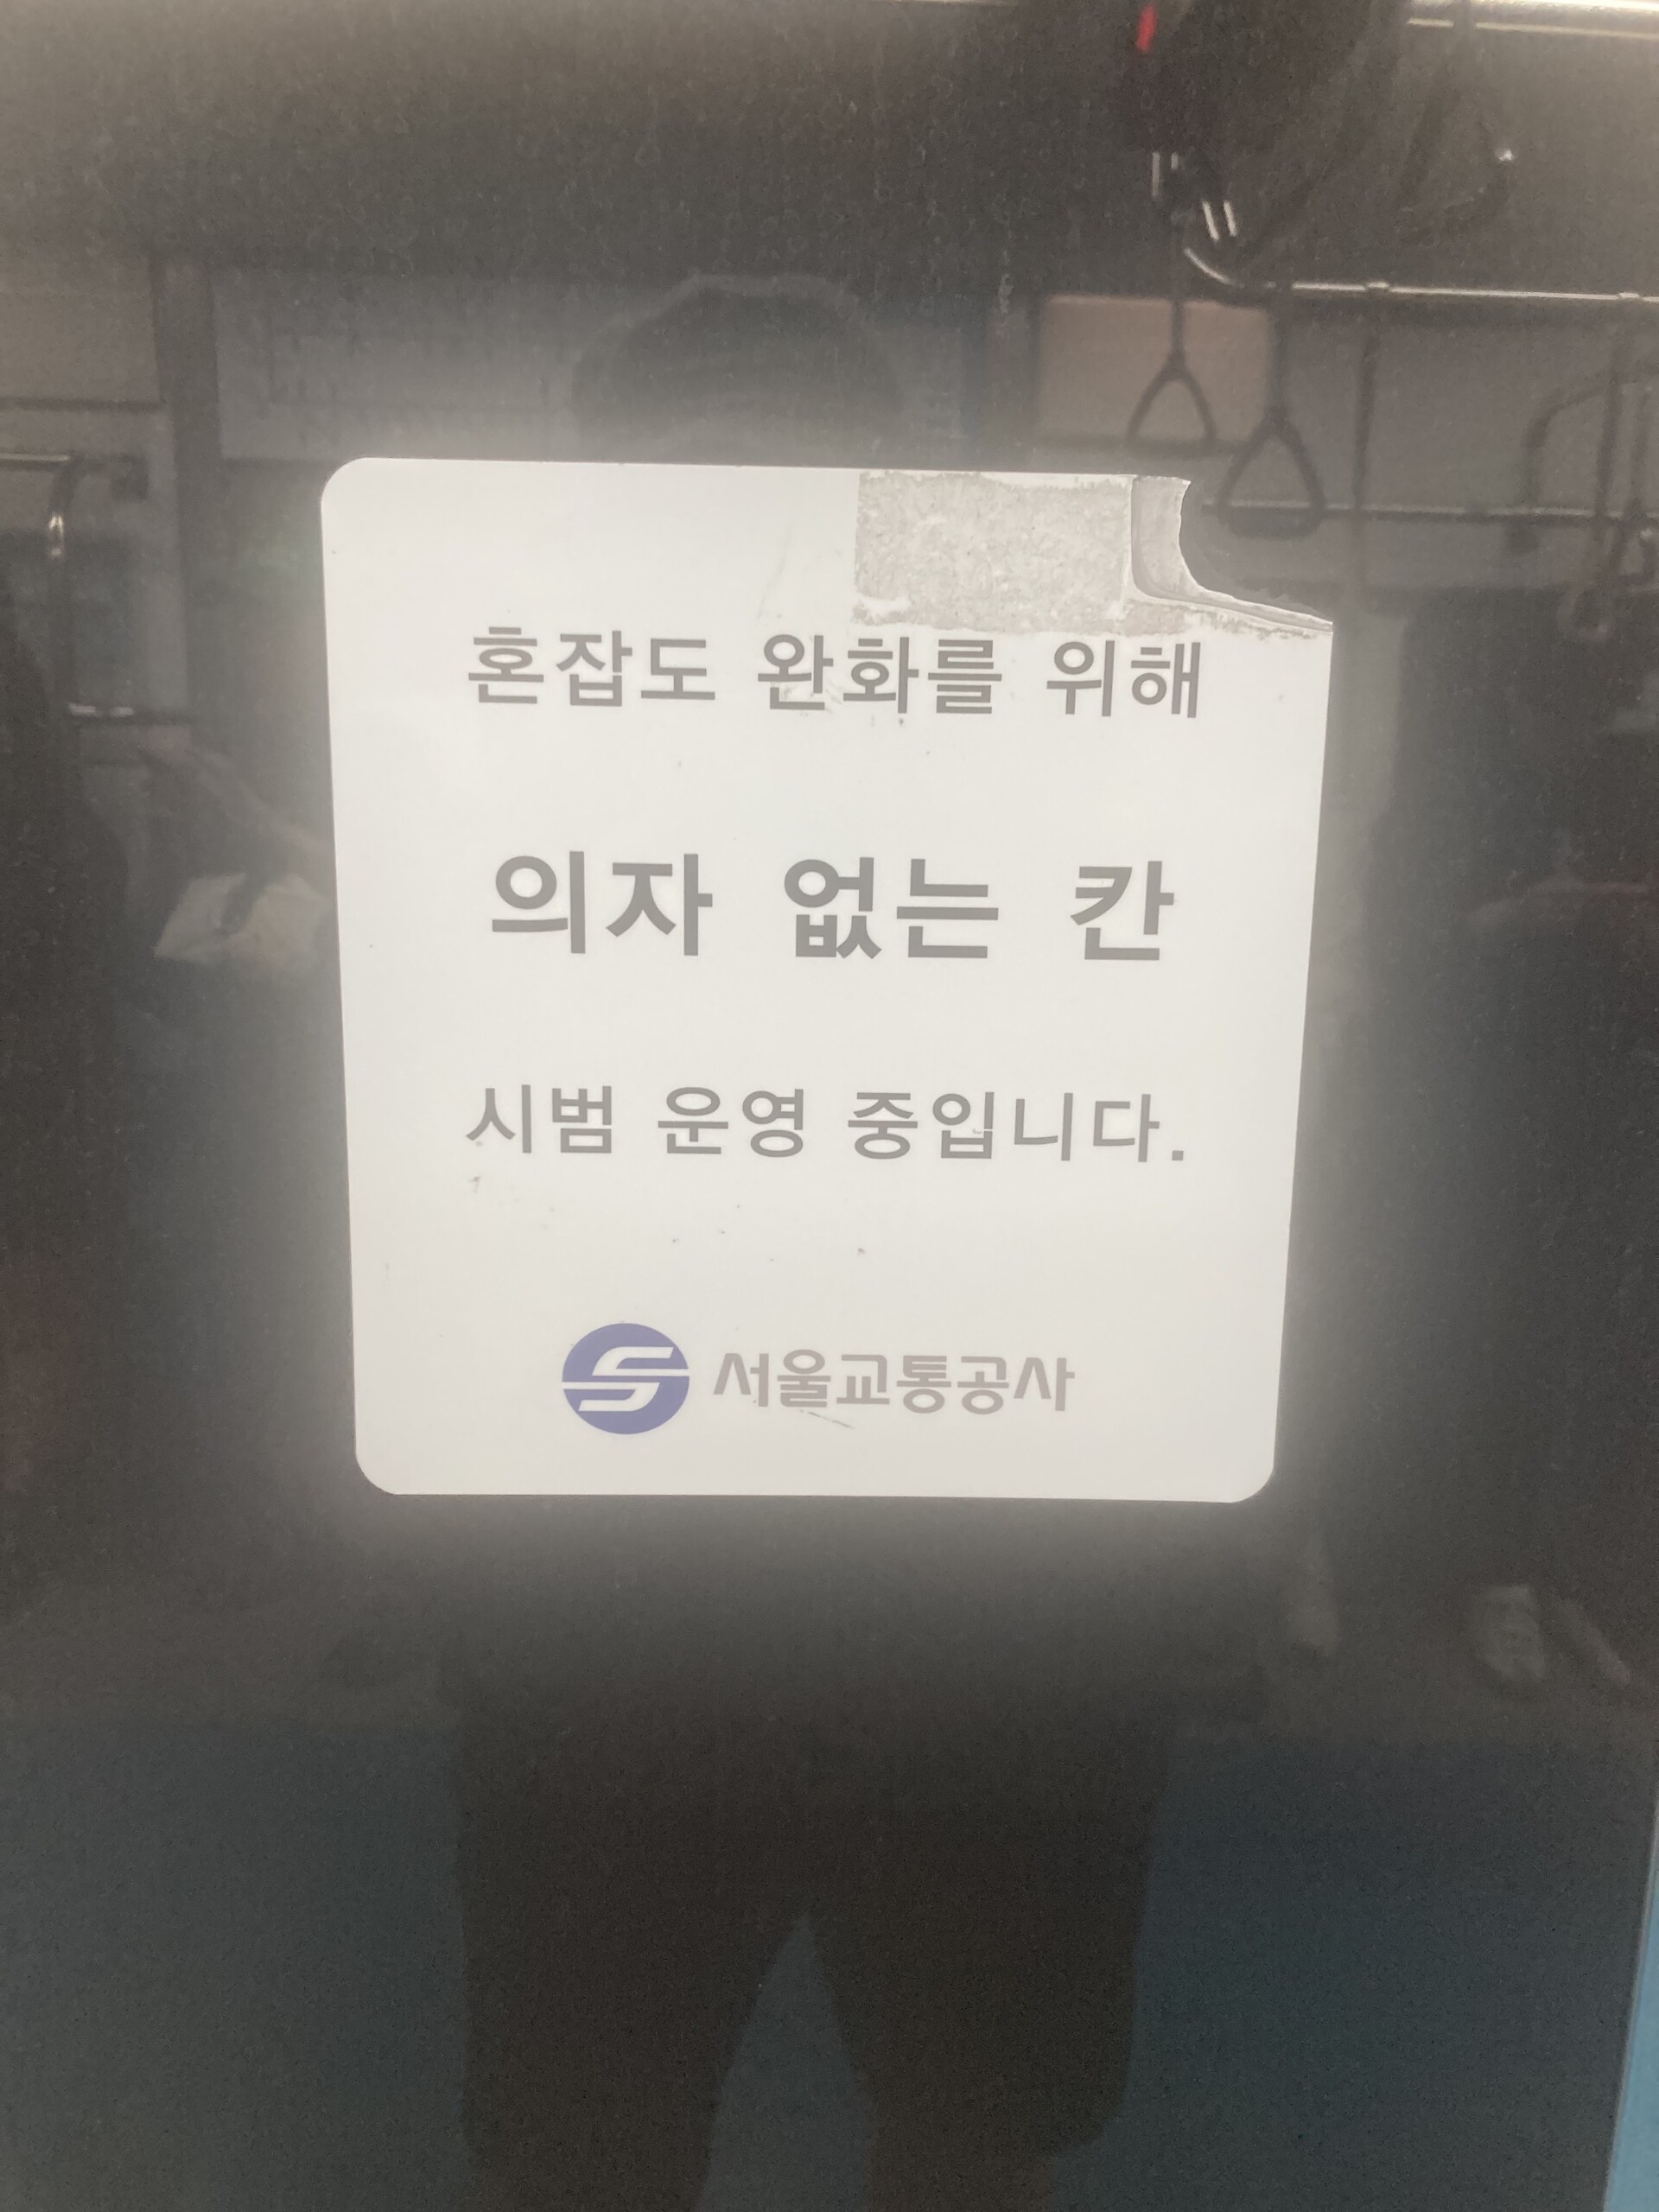 혼잡도 완화를 위해
의자 없는 칸
시범 운영 중입니다.
서울교통공사